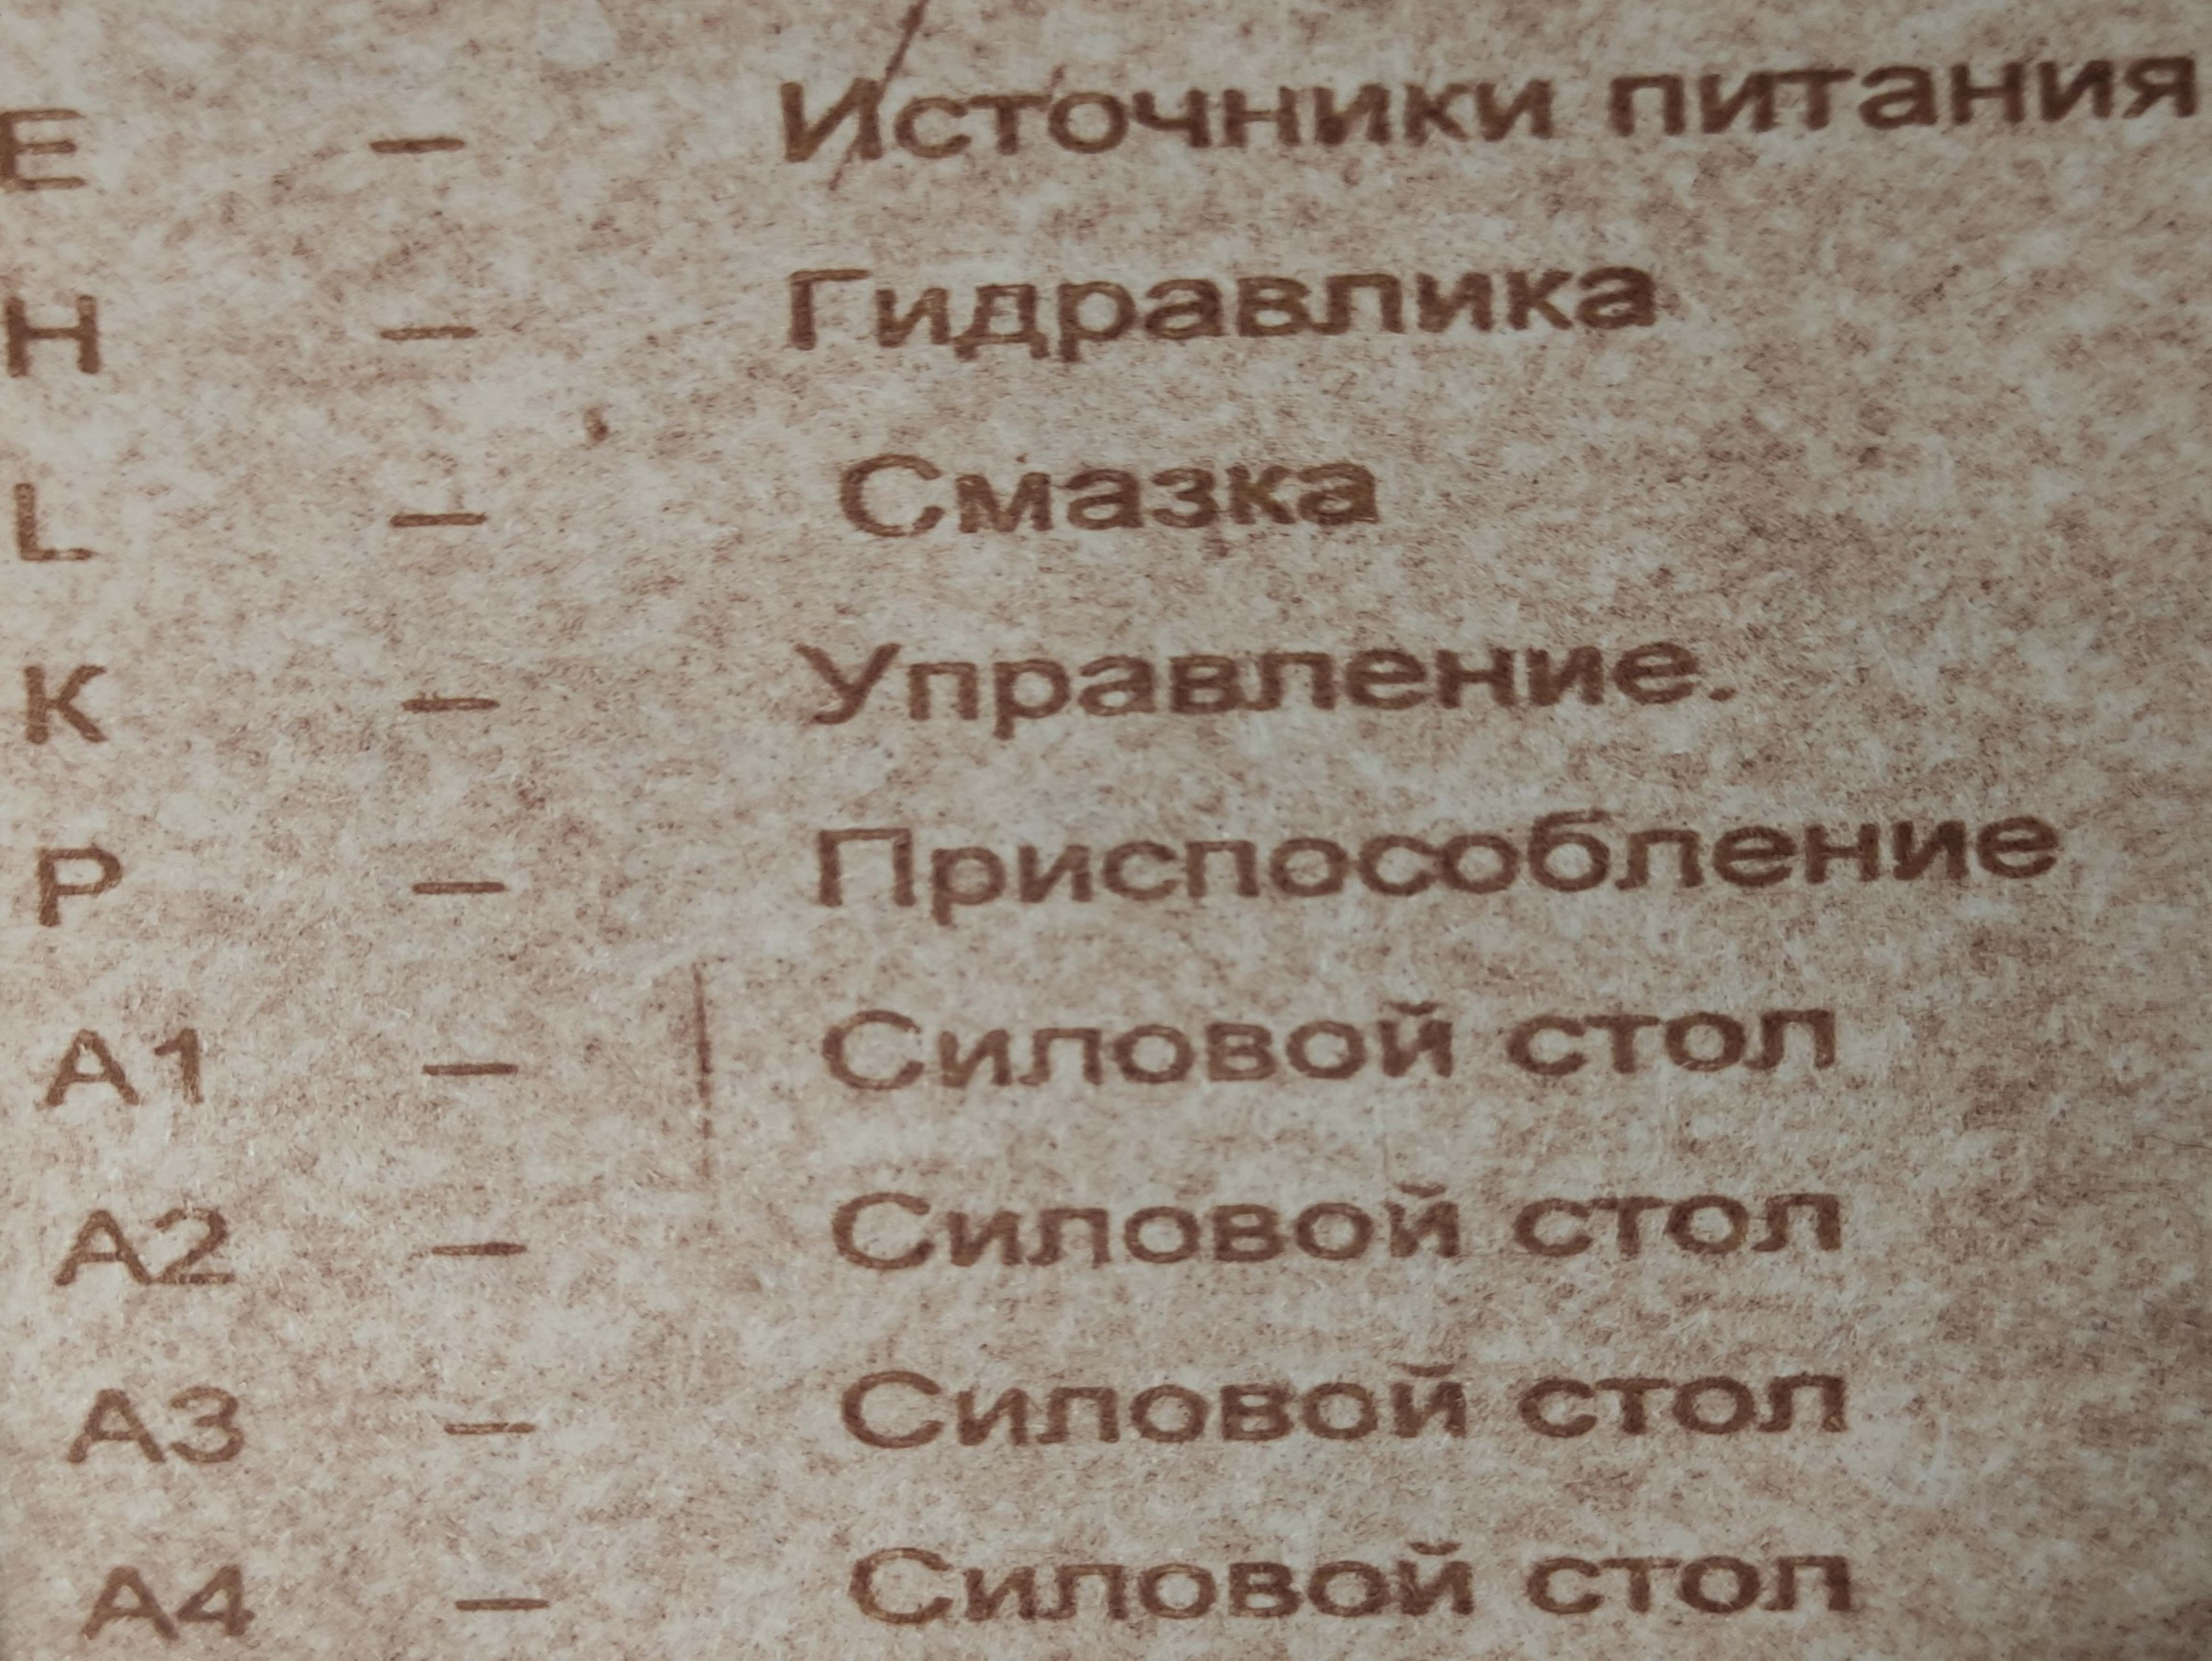 E – Источники питания
H – Гидравлика
L – Смазка
K – Управление.
P – Приспособление
A1 – Силовой стол
A2 – Силовой стол
A3 – Силовой стол
A4 – Силовой стол